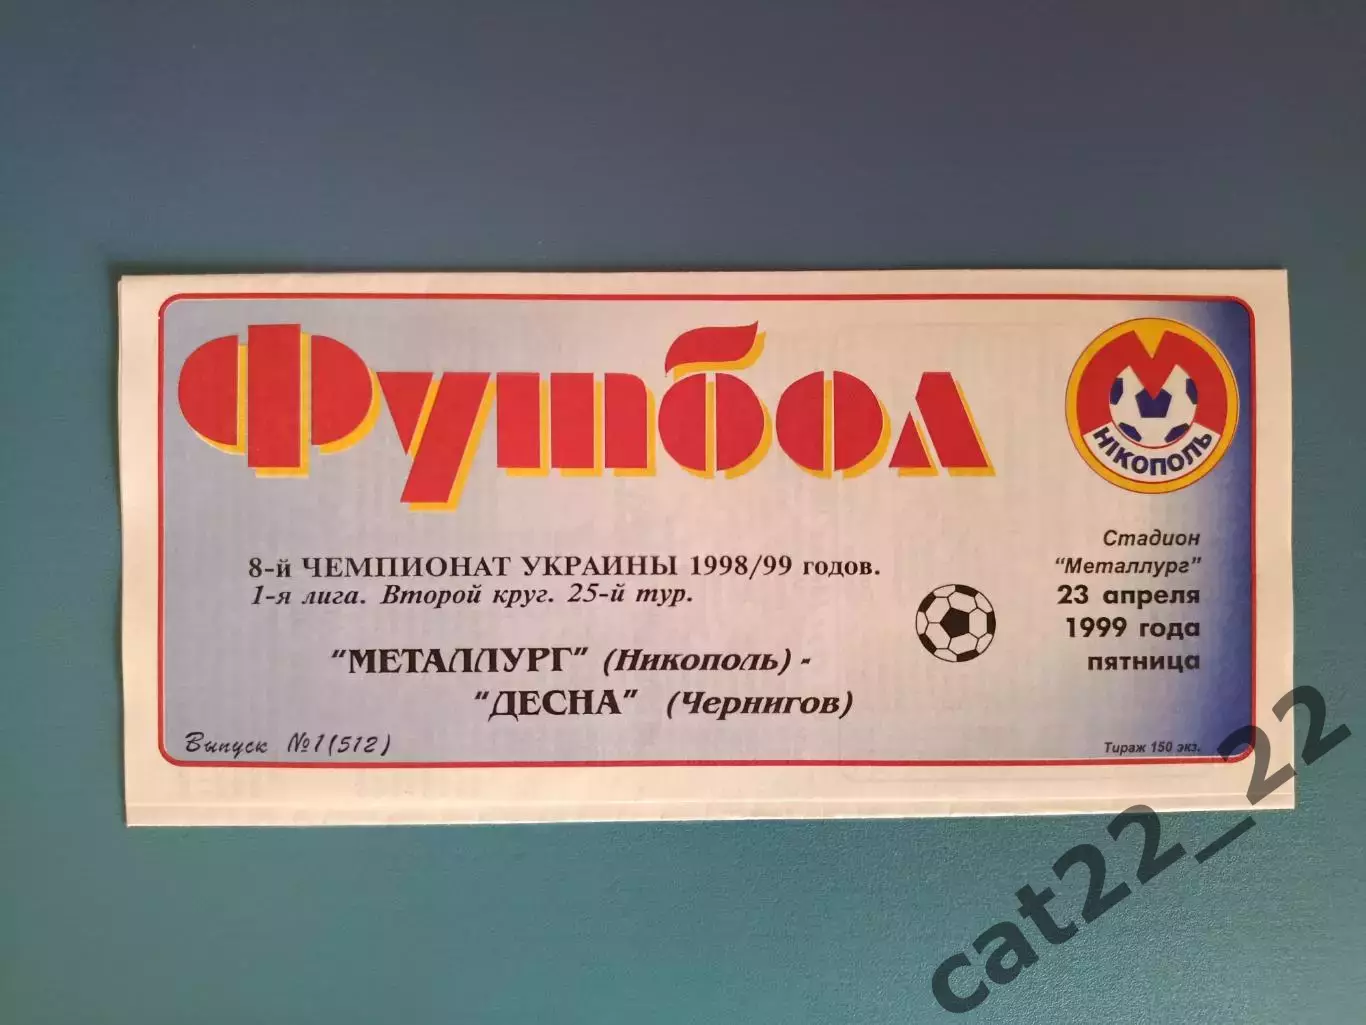 Футбол
М
НІКОПОЛЬ
8-й ЧЕМПИОНАТ УКРАИНЫ 1998/99 годов.
1-я лига. Второй круг. 25-й тур.
"МЕТАЛЛУРГ" (Никополь) -
"ДЕСНА" (Чернигов)
Выпуск №1(512)
Стадион
"Металлург"
23 апреля
1999 года
пятница
Тираж 150 экз.
cat22_22